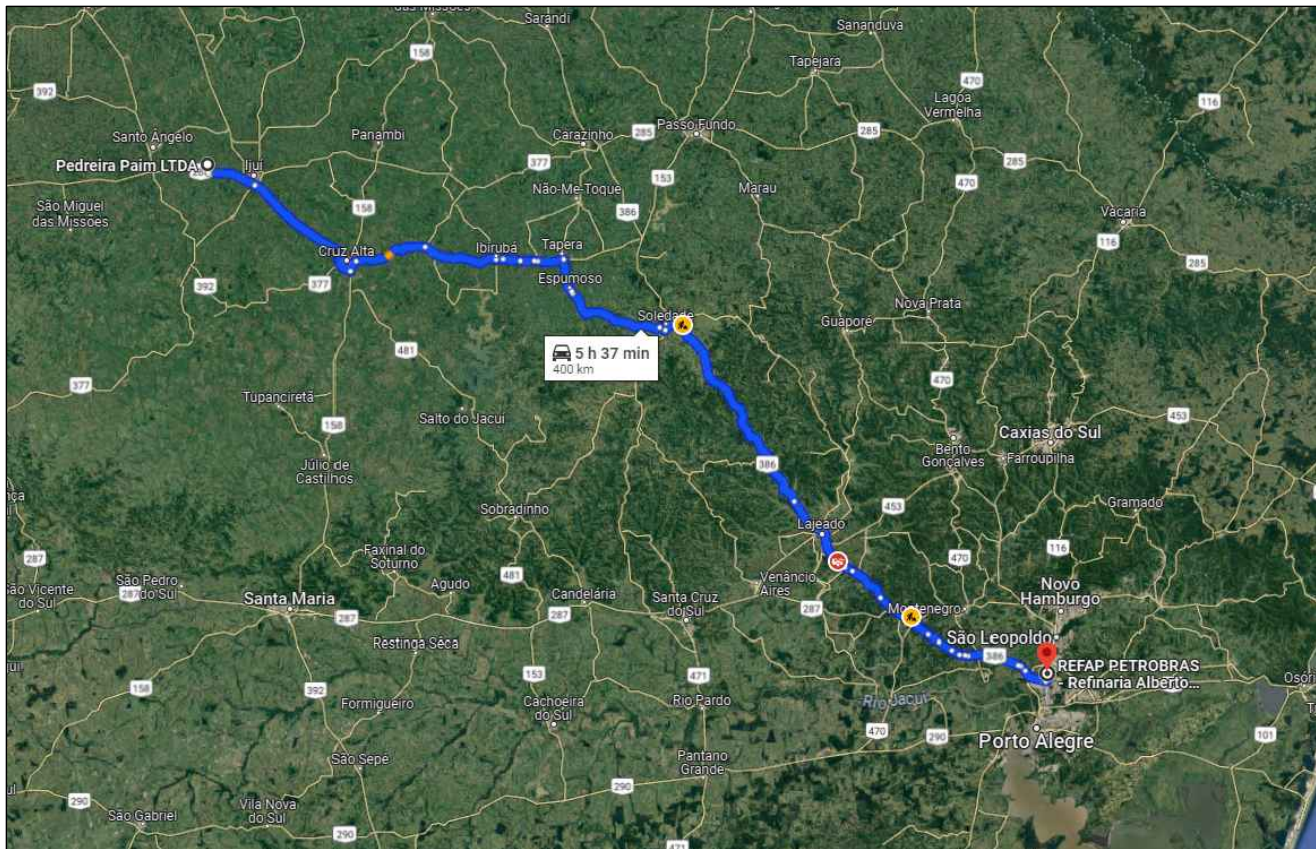 das Missões
Sarandi
Sananduva
158
Tapejara
470
392
Lagoa
Vermelha
116
Santo Ângelo
Panambi
Carazinho
285
Passo Fundo
285
Pedreira Paim LTDA
Ijuí
377
153
285
Não-Me-Toque
Marau
470
São Miguel
das Missões
158
386
Vacaria
116
Cruz Alta
Ibirubá
Tapera
285
392
377
Espumoso
Nova Prata
Soledade
Guaporé
5 h 37 min
400 km
481
470
377
Tupanciretã
Salto do Jacuí
453
158
Caxias do Sul
Bento
Gonçalves
Farroupilha
386
Júlio de
Castilhos
Gramado
453
Sobradinho
Lajeado
Faxinal do
Soturno
116
287
470
481
Venâncio
Aires
Novo
Hamburgo
São Pedro
do Sul
287
Agudo
São Vicente
do Sul
287
Santa Maria
287
Candelária
287
Santa Cruz
do Sul
287
Montenegro
São Leopoldo
Restinga Sêca
386
REFAP PETROBRAS
- Refinaria Alberto...
158
392
153
471
Osóri
Formigueiro
Cachoeira
do Sul
Rio Pardo
Rio Jacuí
470
290
Porto Alegre
101
São Sepé
Pantano
Grande
290
290
São Gabriel
Vila Nova
do Sul
290
471